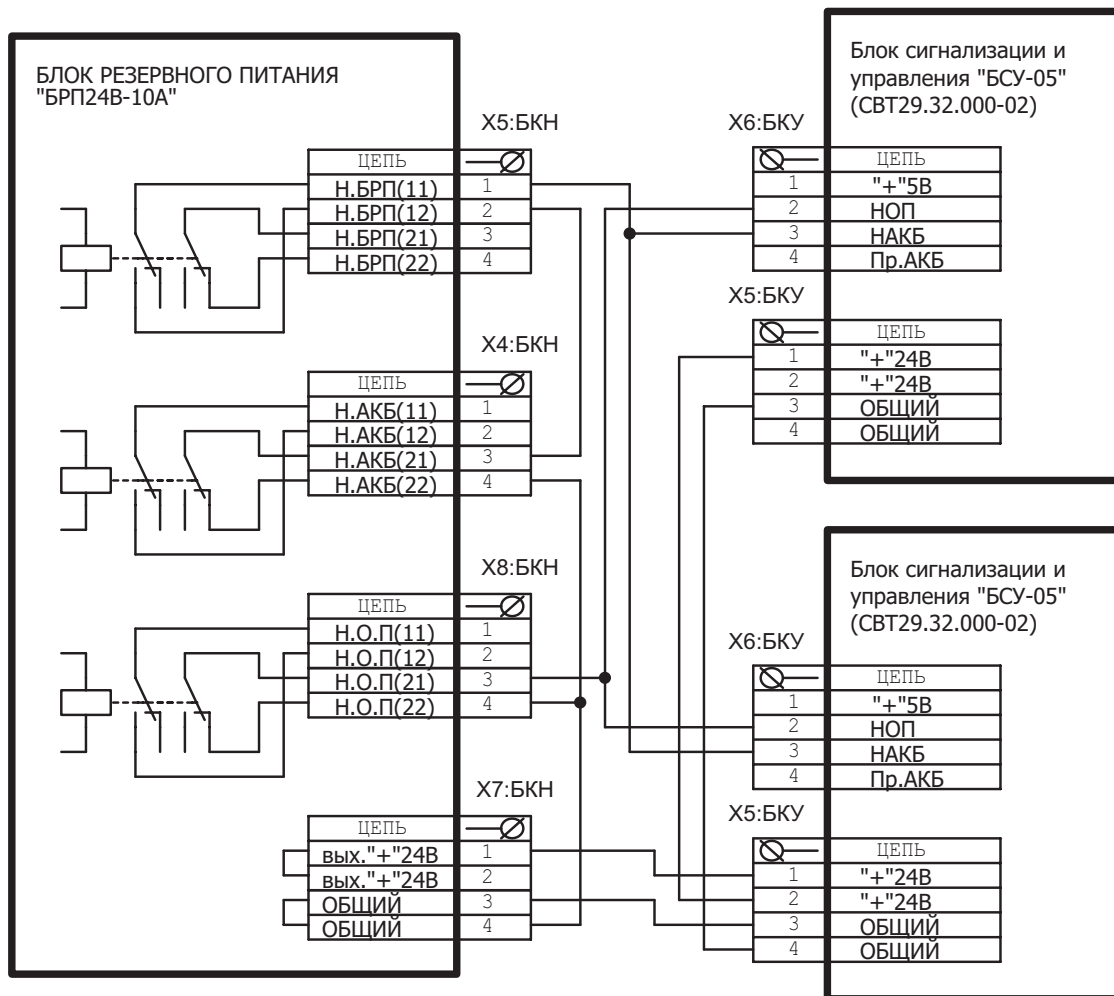 БЛОК РЕЗЕРВНОГО ПИТАНИЯ
"БРП24В-10А"
X5:БКН
ЦЕПЬ
Н.БРП(11) 1
Н.БРП(12) 2
Н.БРП(21) 3
Н.БРП(22) 4
X4:БКН
ЦЕПЬ
Н.АКБ(11) 1
Н.АКБ(12) 2
Н.АКБ(21) 3
Н.АКБ(22) 4
X8:БКН
ЦЕПЬ
Н.О.П(11) 1
Н.О.П(12) 2
Н.О.П(21) 3
Н.О.П(22) 4
X7:БКН
ЦЕПЬ
вых."+"24В 1
вых."+"24В 2
ОБЩИЙ 3
ОБЩИЙ 4
Блок сигнализации и
управления "БСУ-05"
(СВТ29.32.000-02)
X6:БКУ
ЦЕПЬ
1 "+"5В
2 НОП
3 НАКБ
4 Пр.АКБ
X5:БКУ
ЦЕПЬ
1 "+"24В
2 "+"24В
3 ОБЩИЙ
4 ОБЩИЙ
Блок сигнализации и
управления "БСУ-05"
(СВТ29.32.000-02)
X6:БКУ
ЦЕПЬ
1 "+"5В
2 НОП
3 НАКБ
4 Пр.АКБ
X5:БКУ
ЦЕПЬ
1 "+"24В
2 "+"24В
3 ОБЩИЙ
4 ОБЩИЙ